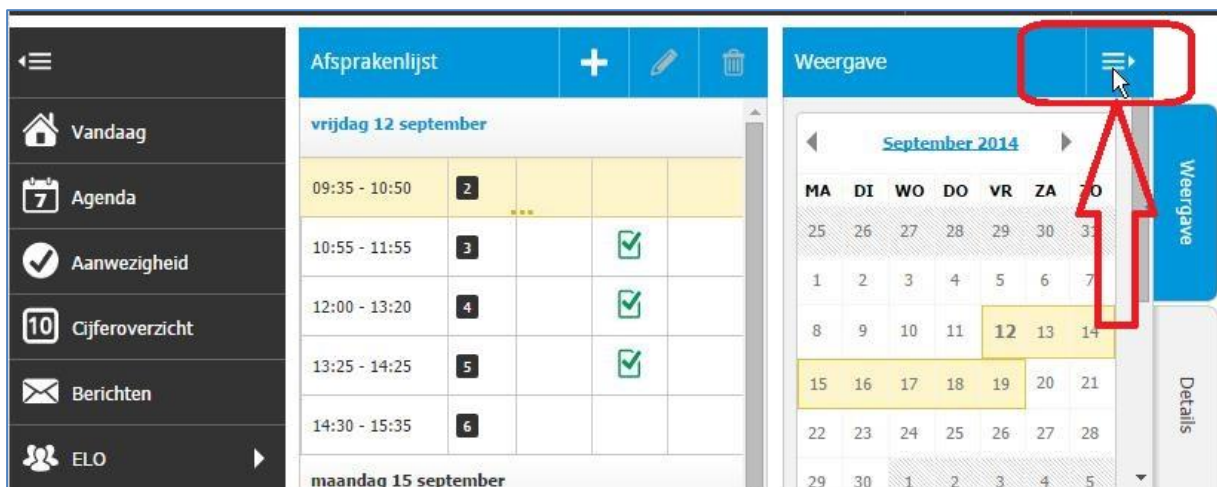 Vandaag
7 Agenda
Aanwezigheid
10 Cijferoverzicht
Berichten
ELO
Afsprakenlijst
vrijdag 12 september
09:35 - 10:50 2
10:55 - 11:55 3
12:00 - 13:20 4
13:25 - 14:25 5
14:30 - 15:35 6
maandag 15 september
Weergave
September 2014
MA DI WO DO VR ZA ZO
25 26 27 28 29 30 31
1 2 3 4 5 6 7
8 9 10 11 12 13 14
15 16 17 18 19 20 21
22 23 24 25 26 27 28
29 30 1 2 3 4 5
Weergave
Details